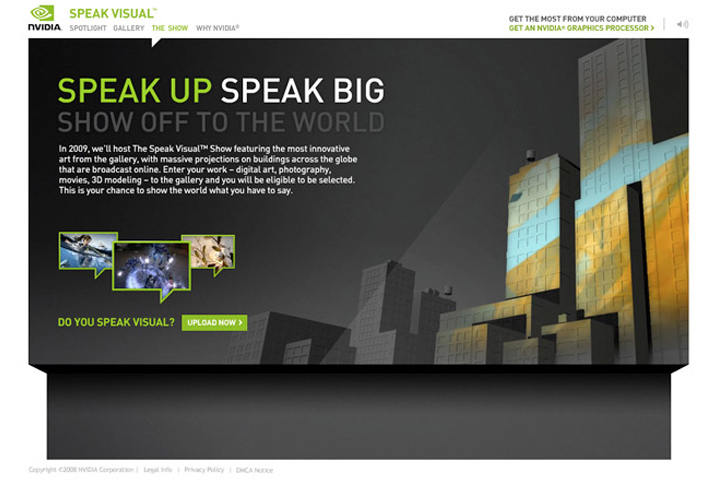 NVIDIA.
SPEAK VISUAL™
SPOTLIGHT GALLERY THE SHOW WHY NVIDIA®
GET THE MOST FROM YOUR COMPUTER
GET AN NVIDIA® GRAPHICS PROCESSOR >
SPEAK UP SPEAK BIG
SHOW OFF TO THE WORLD
In 2009, we'll host The Speak Visual™ Show featuring the most innovative
art from the gallery, with massive projections on buildings across the globe
that are broadcast online. Enter your work – digital art, photography,
movies, 3D modeling – to the gallery and you will be eligible to be selected.
This is your chance to show the world what you have to say.
DO YOU SPEAK VISUAL? UPLOAD NOW >
Copyright ©2008 NVIDIA Corporation | Legal Info | Privacy Policy | DMCA Notice